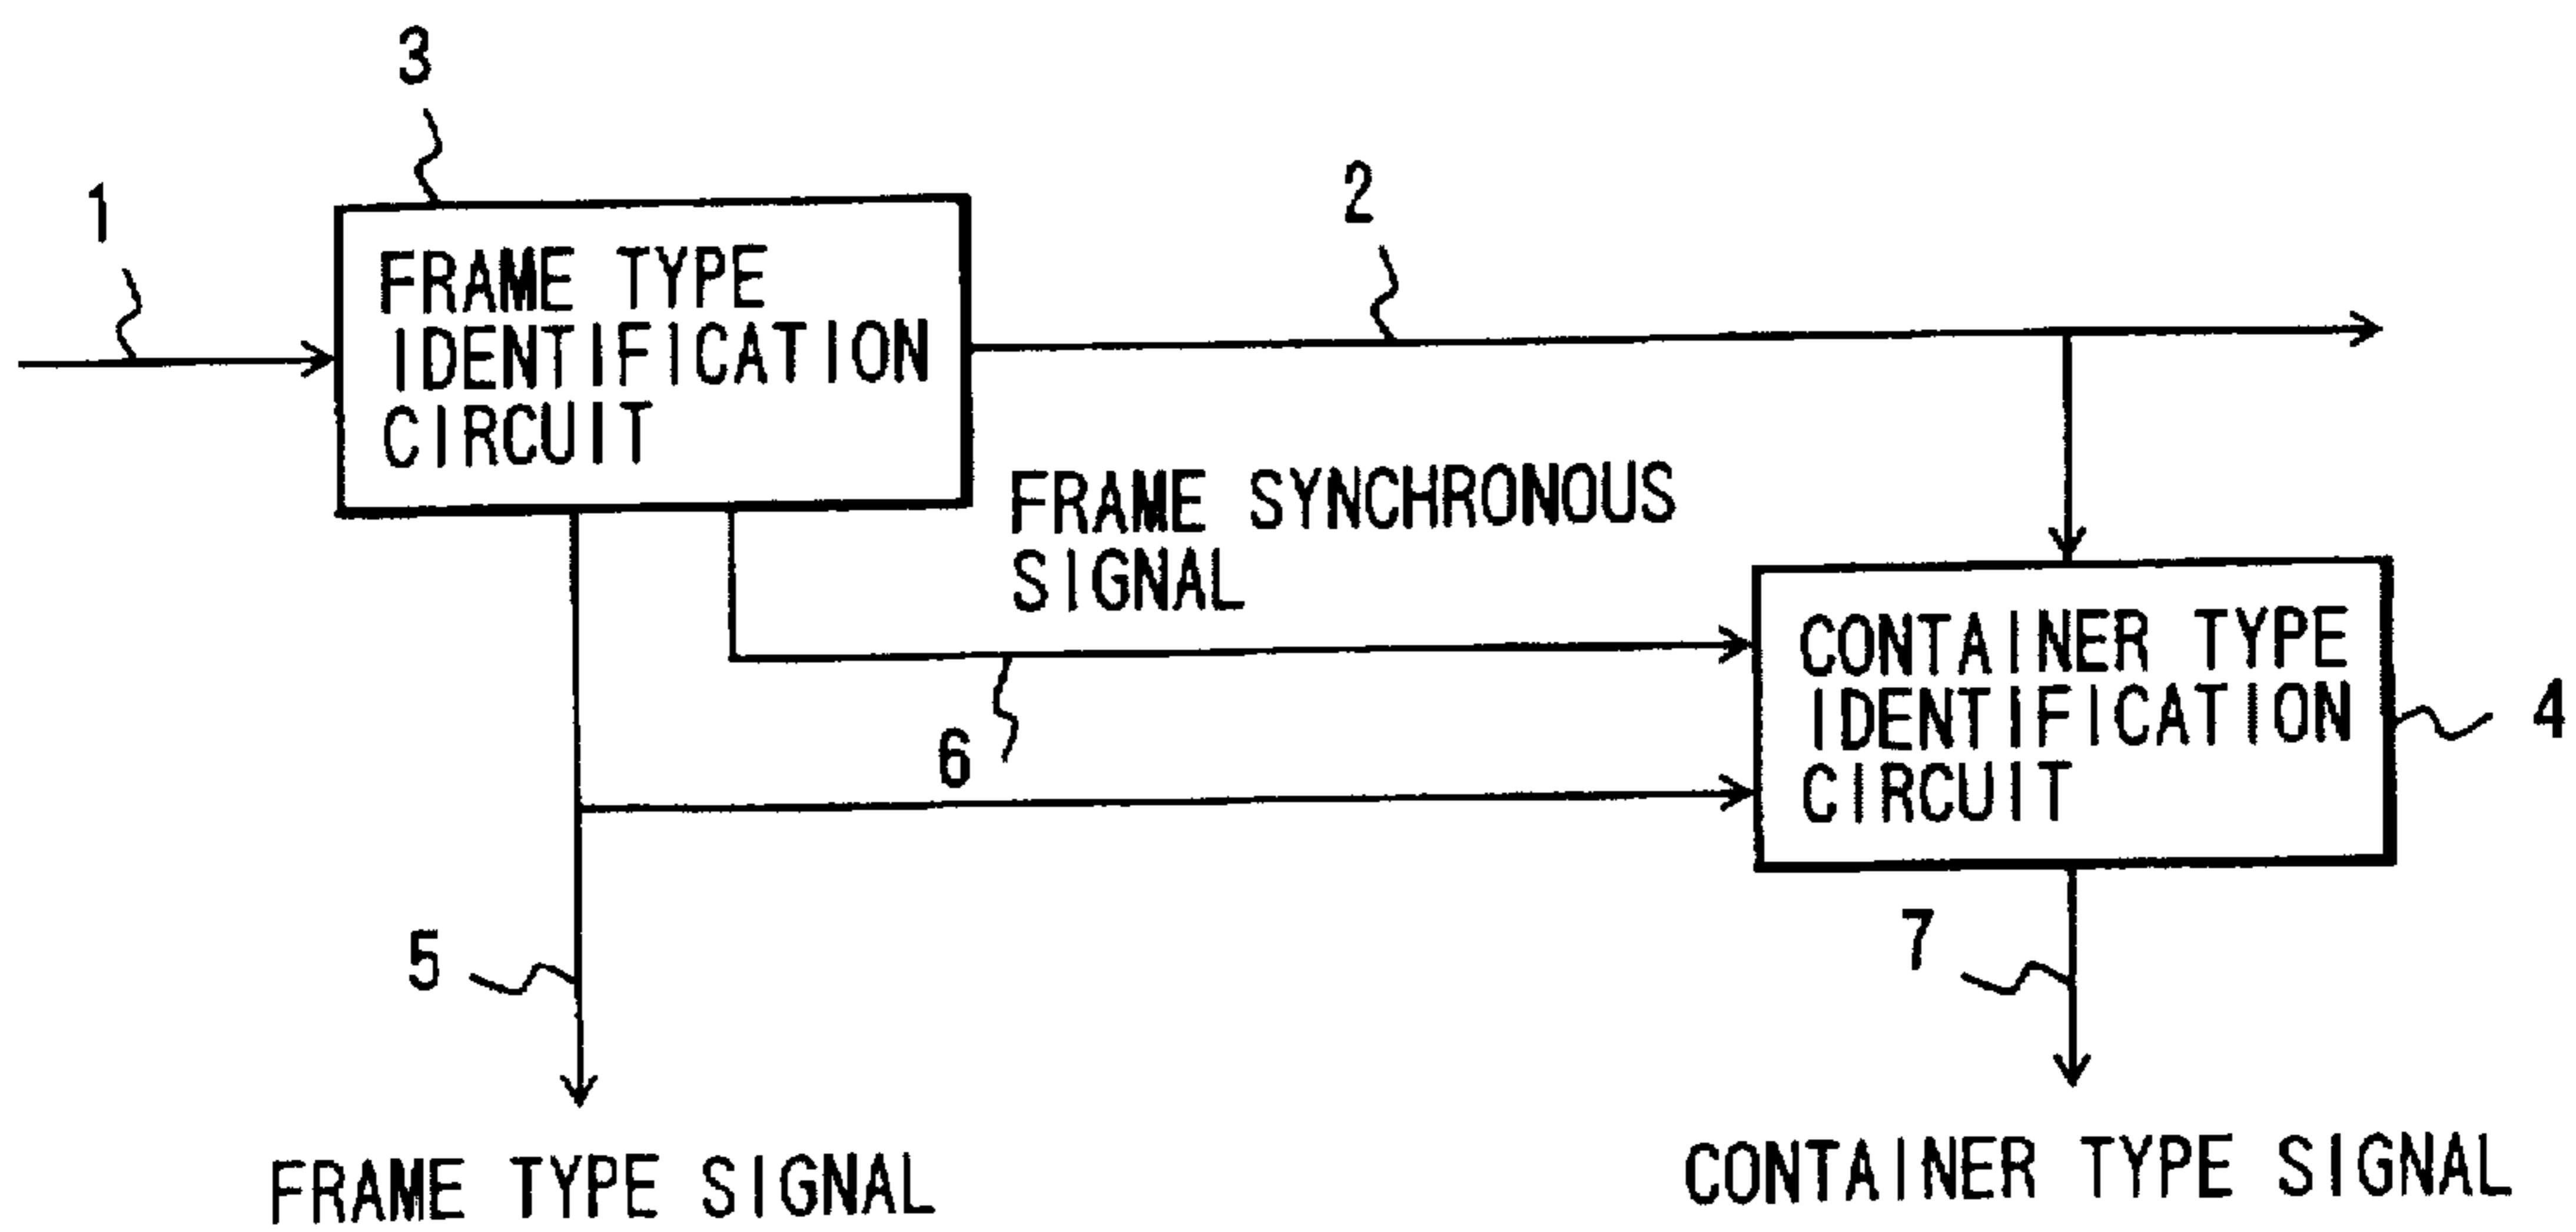 3
1
2
FRAME TYPE
IDENTIFICATION
CIRCUIT
FRAME SYNCHRONOUS
SIGNAL
CONTAINER TYPE
IDENTIFICATION
CIRCUIT
4
6
5
7
FRAME TYPE SIGNAL
CONTAINER TYPE SIGNAL